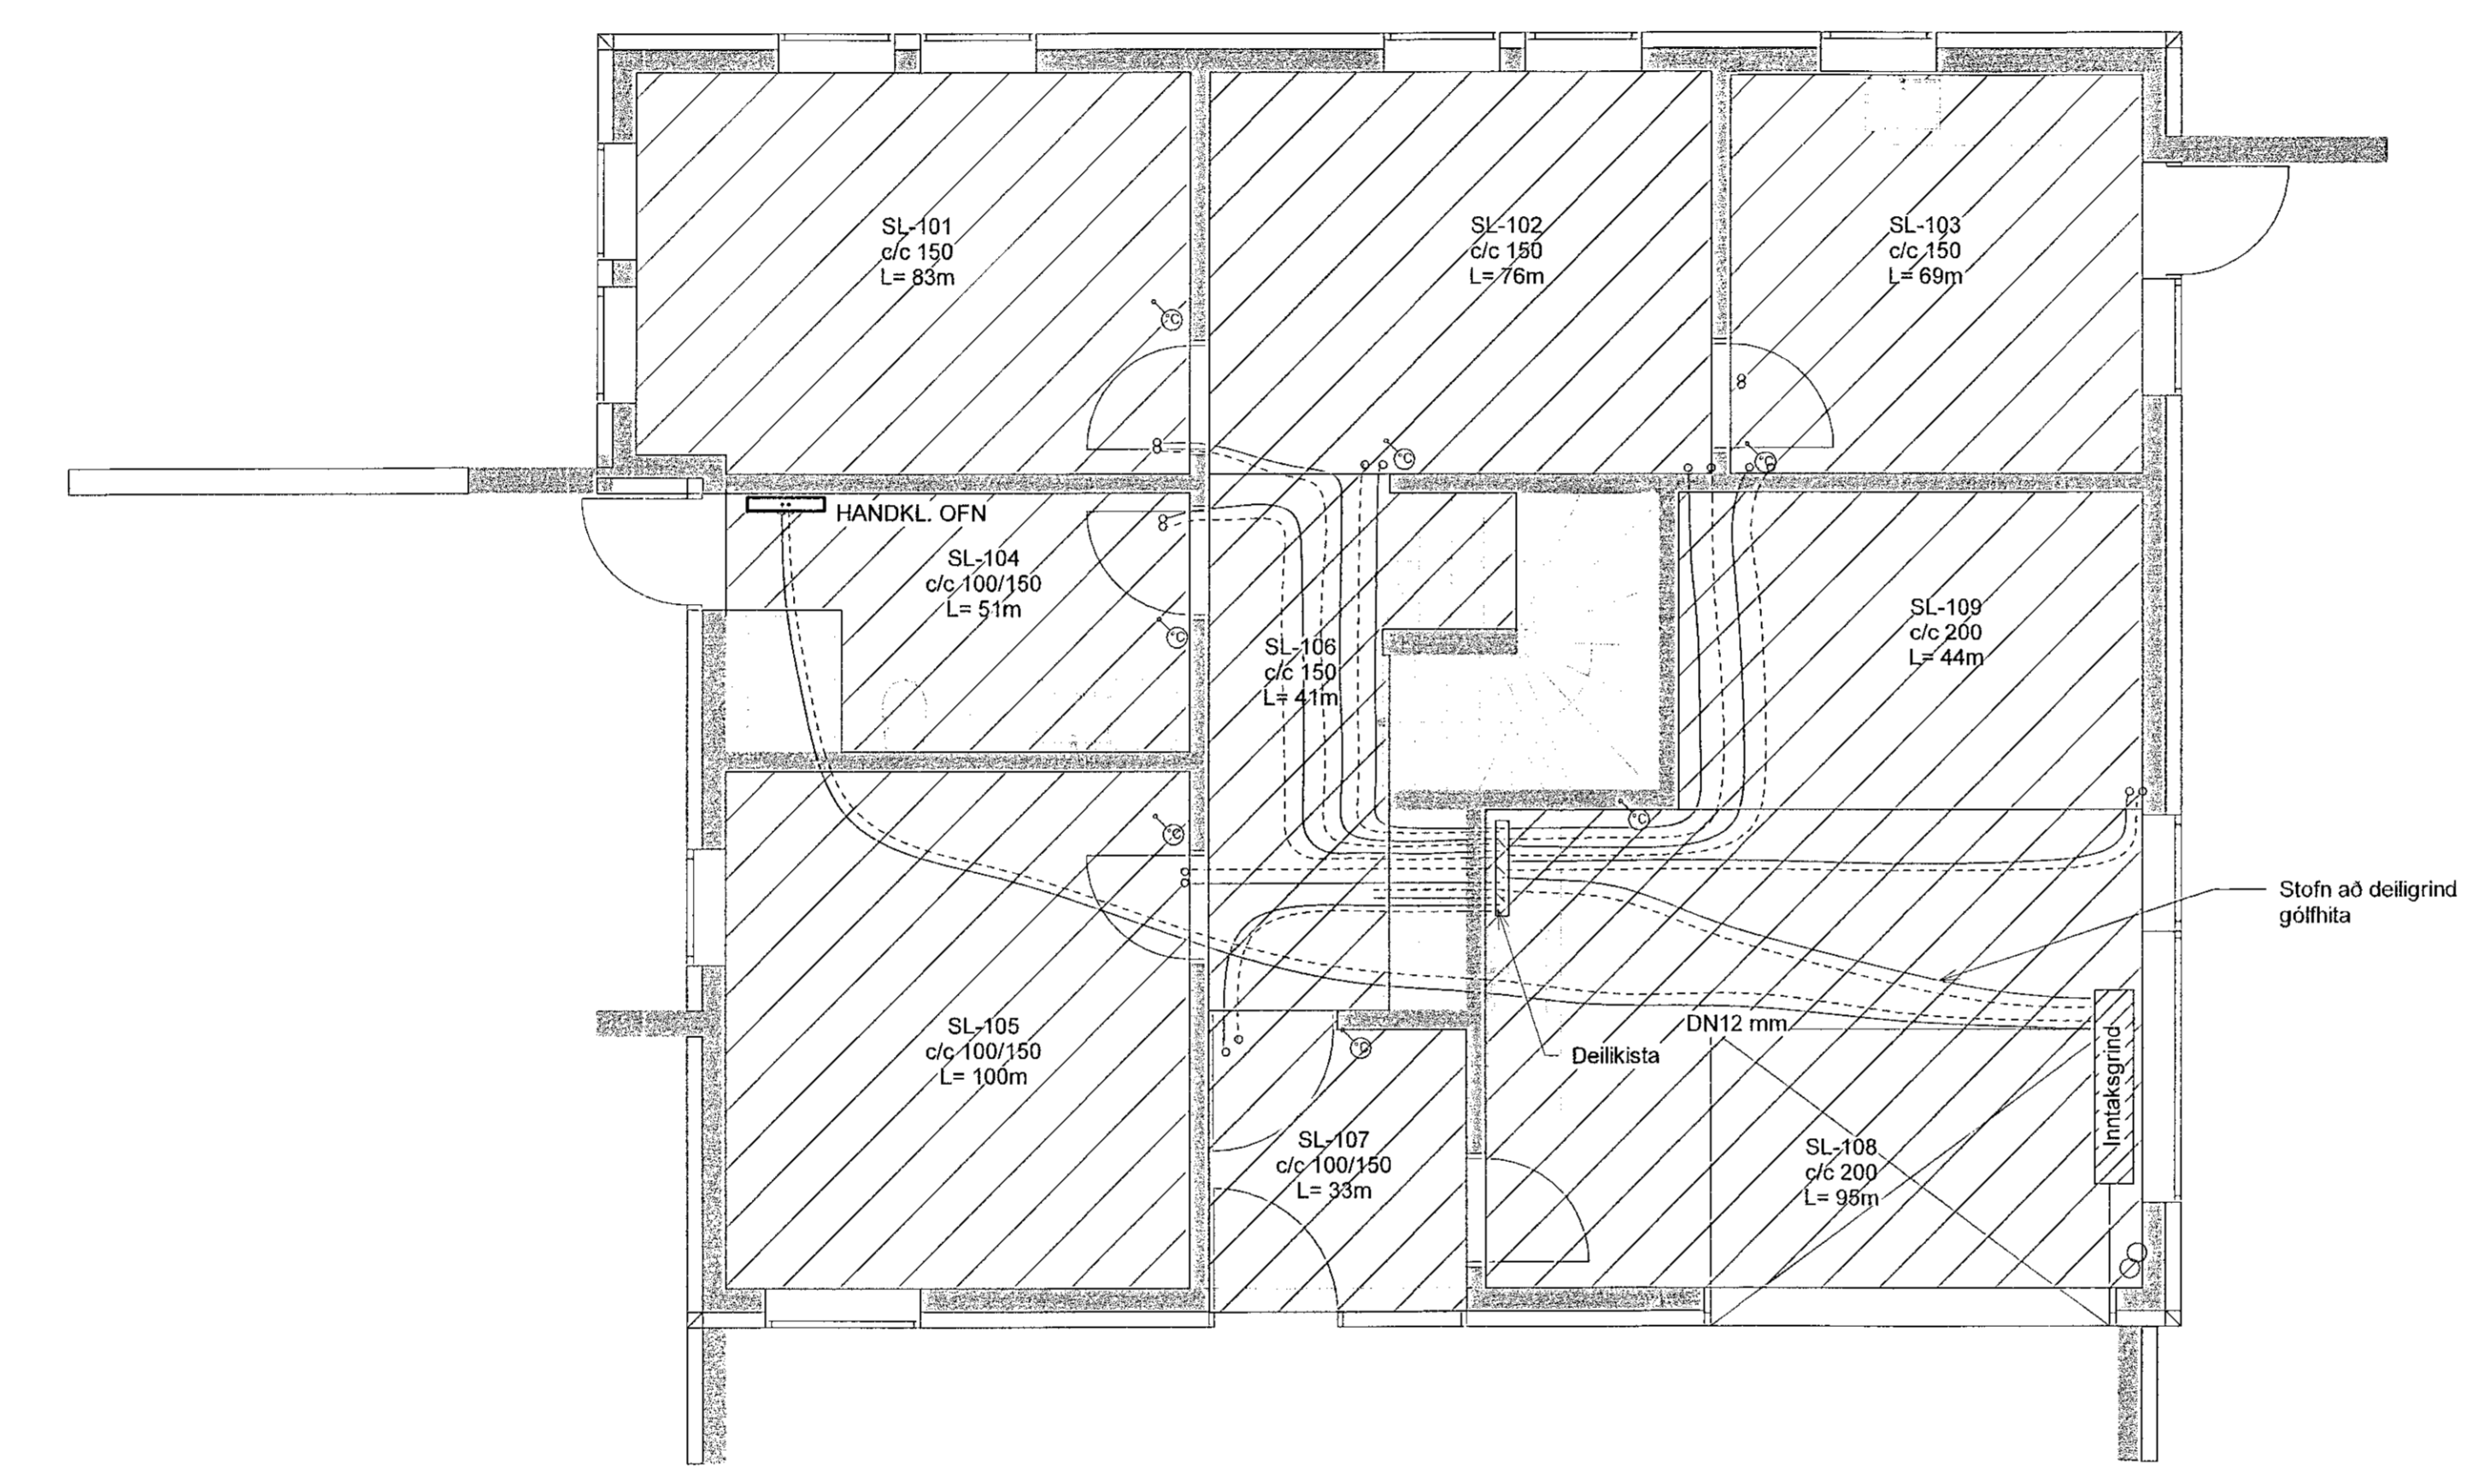 SL-101
c/c 150
L= 83m
SL-102
c/c 150
L= 76m
SL-103
c/c 150
L= 69m
°C
°C
°C
HANDKL. OFN
SL-104
c/c 100/150
L= 51m
°C
SL-106
c/c 150
L= 41m
SL-109
c/c 200
L= 44m
°C
°C
Stofn að deiligrind
gólfhita
SL-105
c/c 100/150
L= 100m
°C
DN12 mm
Deilikista
Inntaksgrind
SL-107
c/c 100/150
L= 33m
SL-108
c/c 200
L= 95m